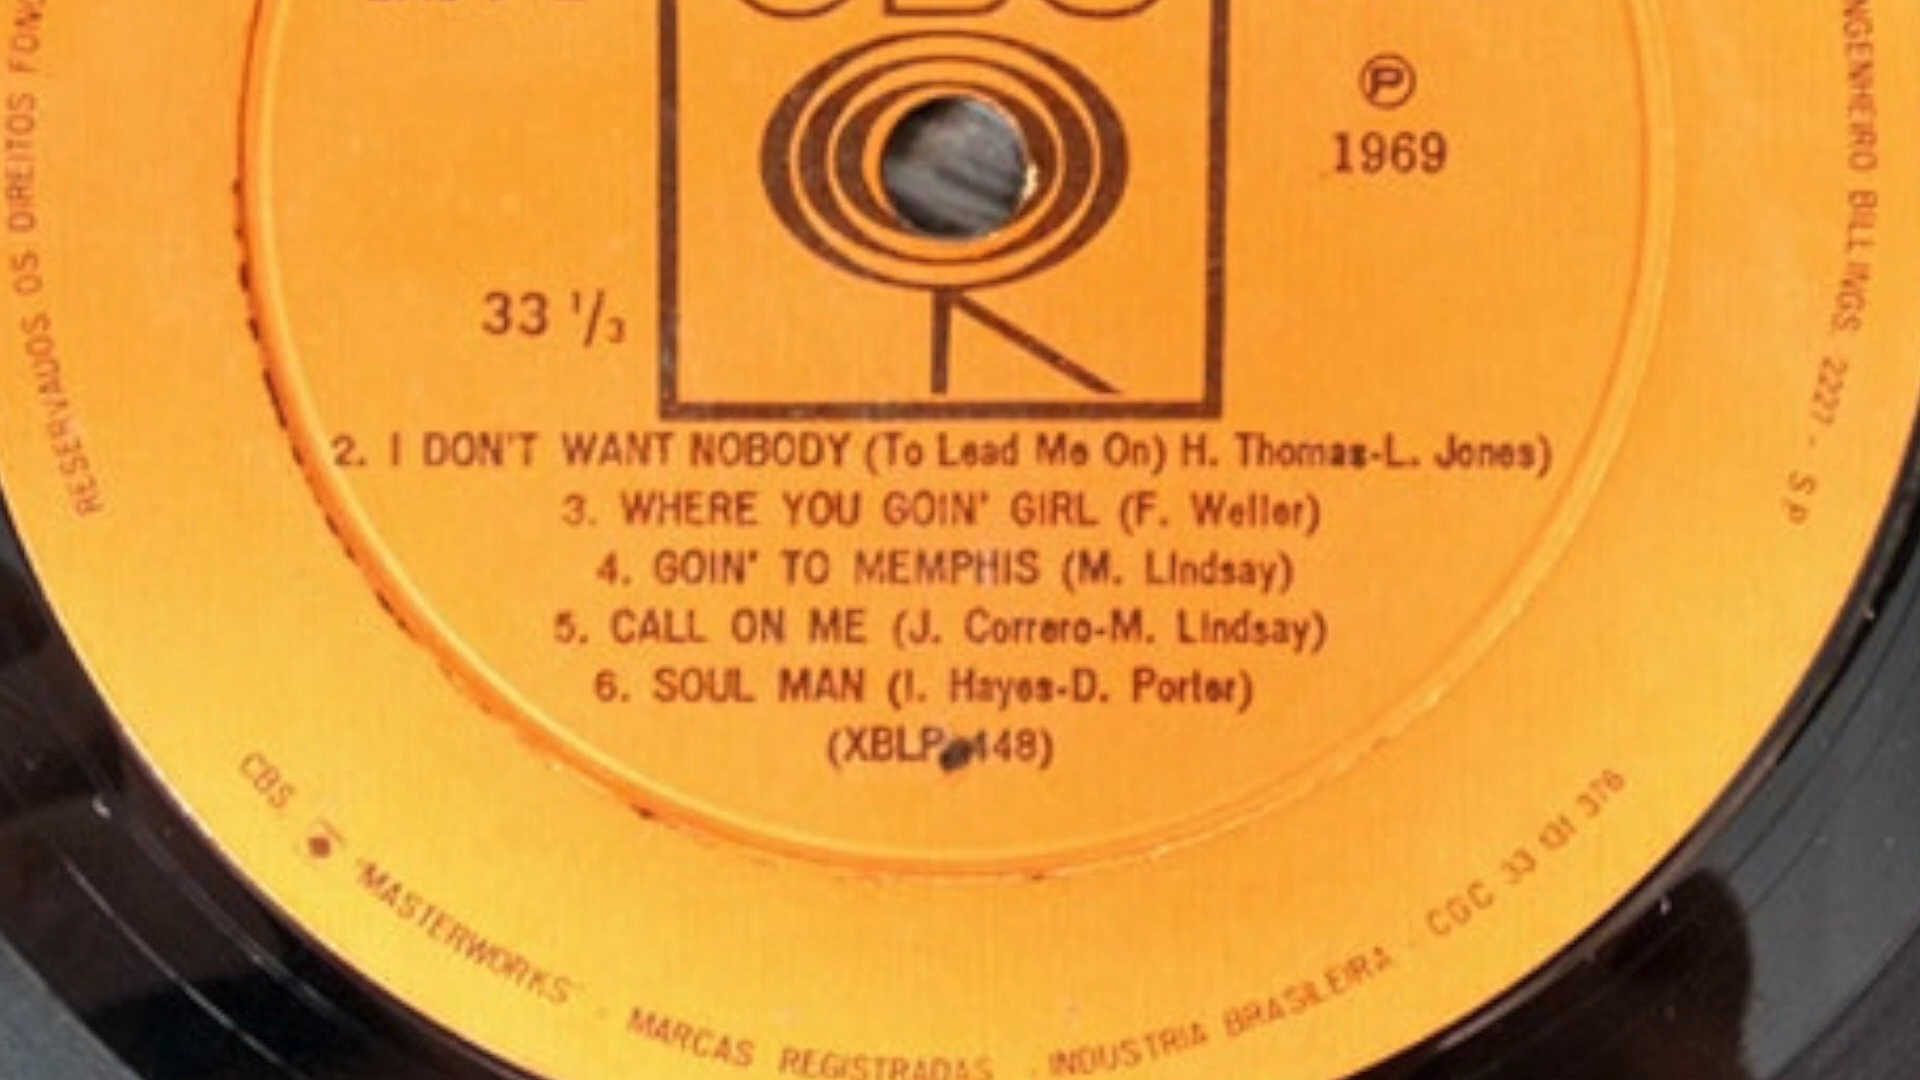 ℗
1969
33 1/3
2. I DON'T WANT NOBODY (To Lead Me On) H. Thomas-L. Jones)
3. WHERE YOU GOIN' GIRL (F. Weller)
4. GOIN' TO MEMPHIS (M. Lindsay)
5. CALL ON ME (J. Correro-M. Lindsay)
6. SOUL MAN (I. Hayes-D. Porter)
RESERVADOS OS DIREITOS
ENGENHEIRO BILLINGS, 2227 - SP
CBS "MASTERWORKS" - MARCAS REGISTRADAS - INDUSTRIA BRASILEIRA - CGC 33 131 376